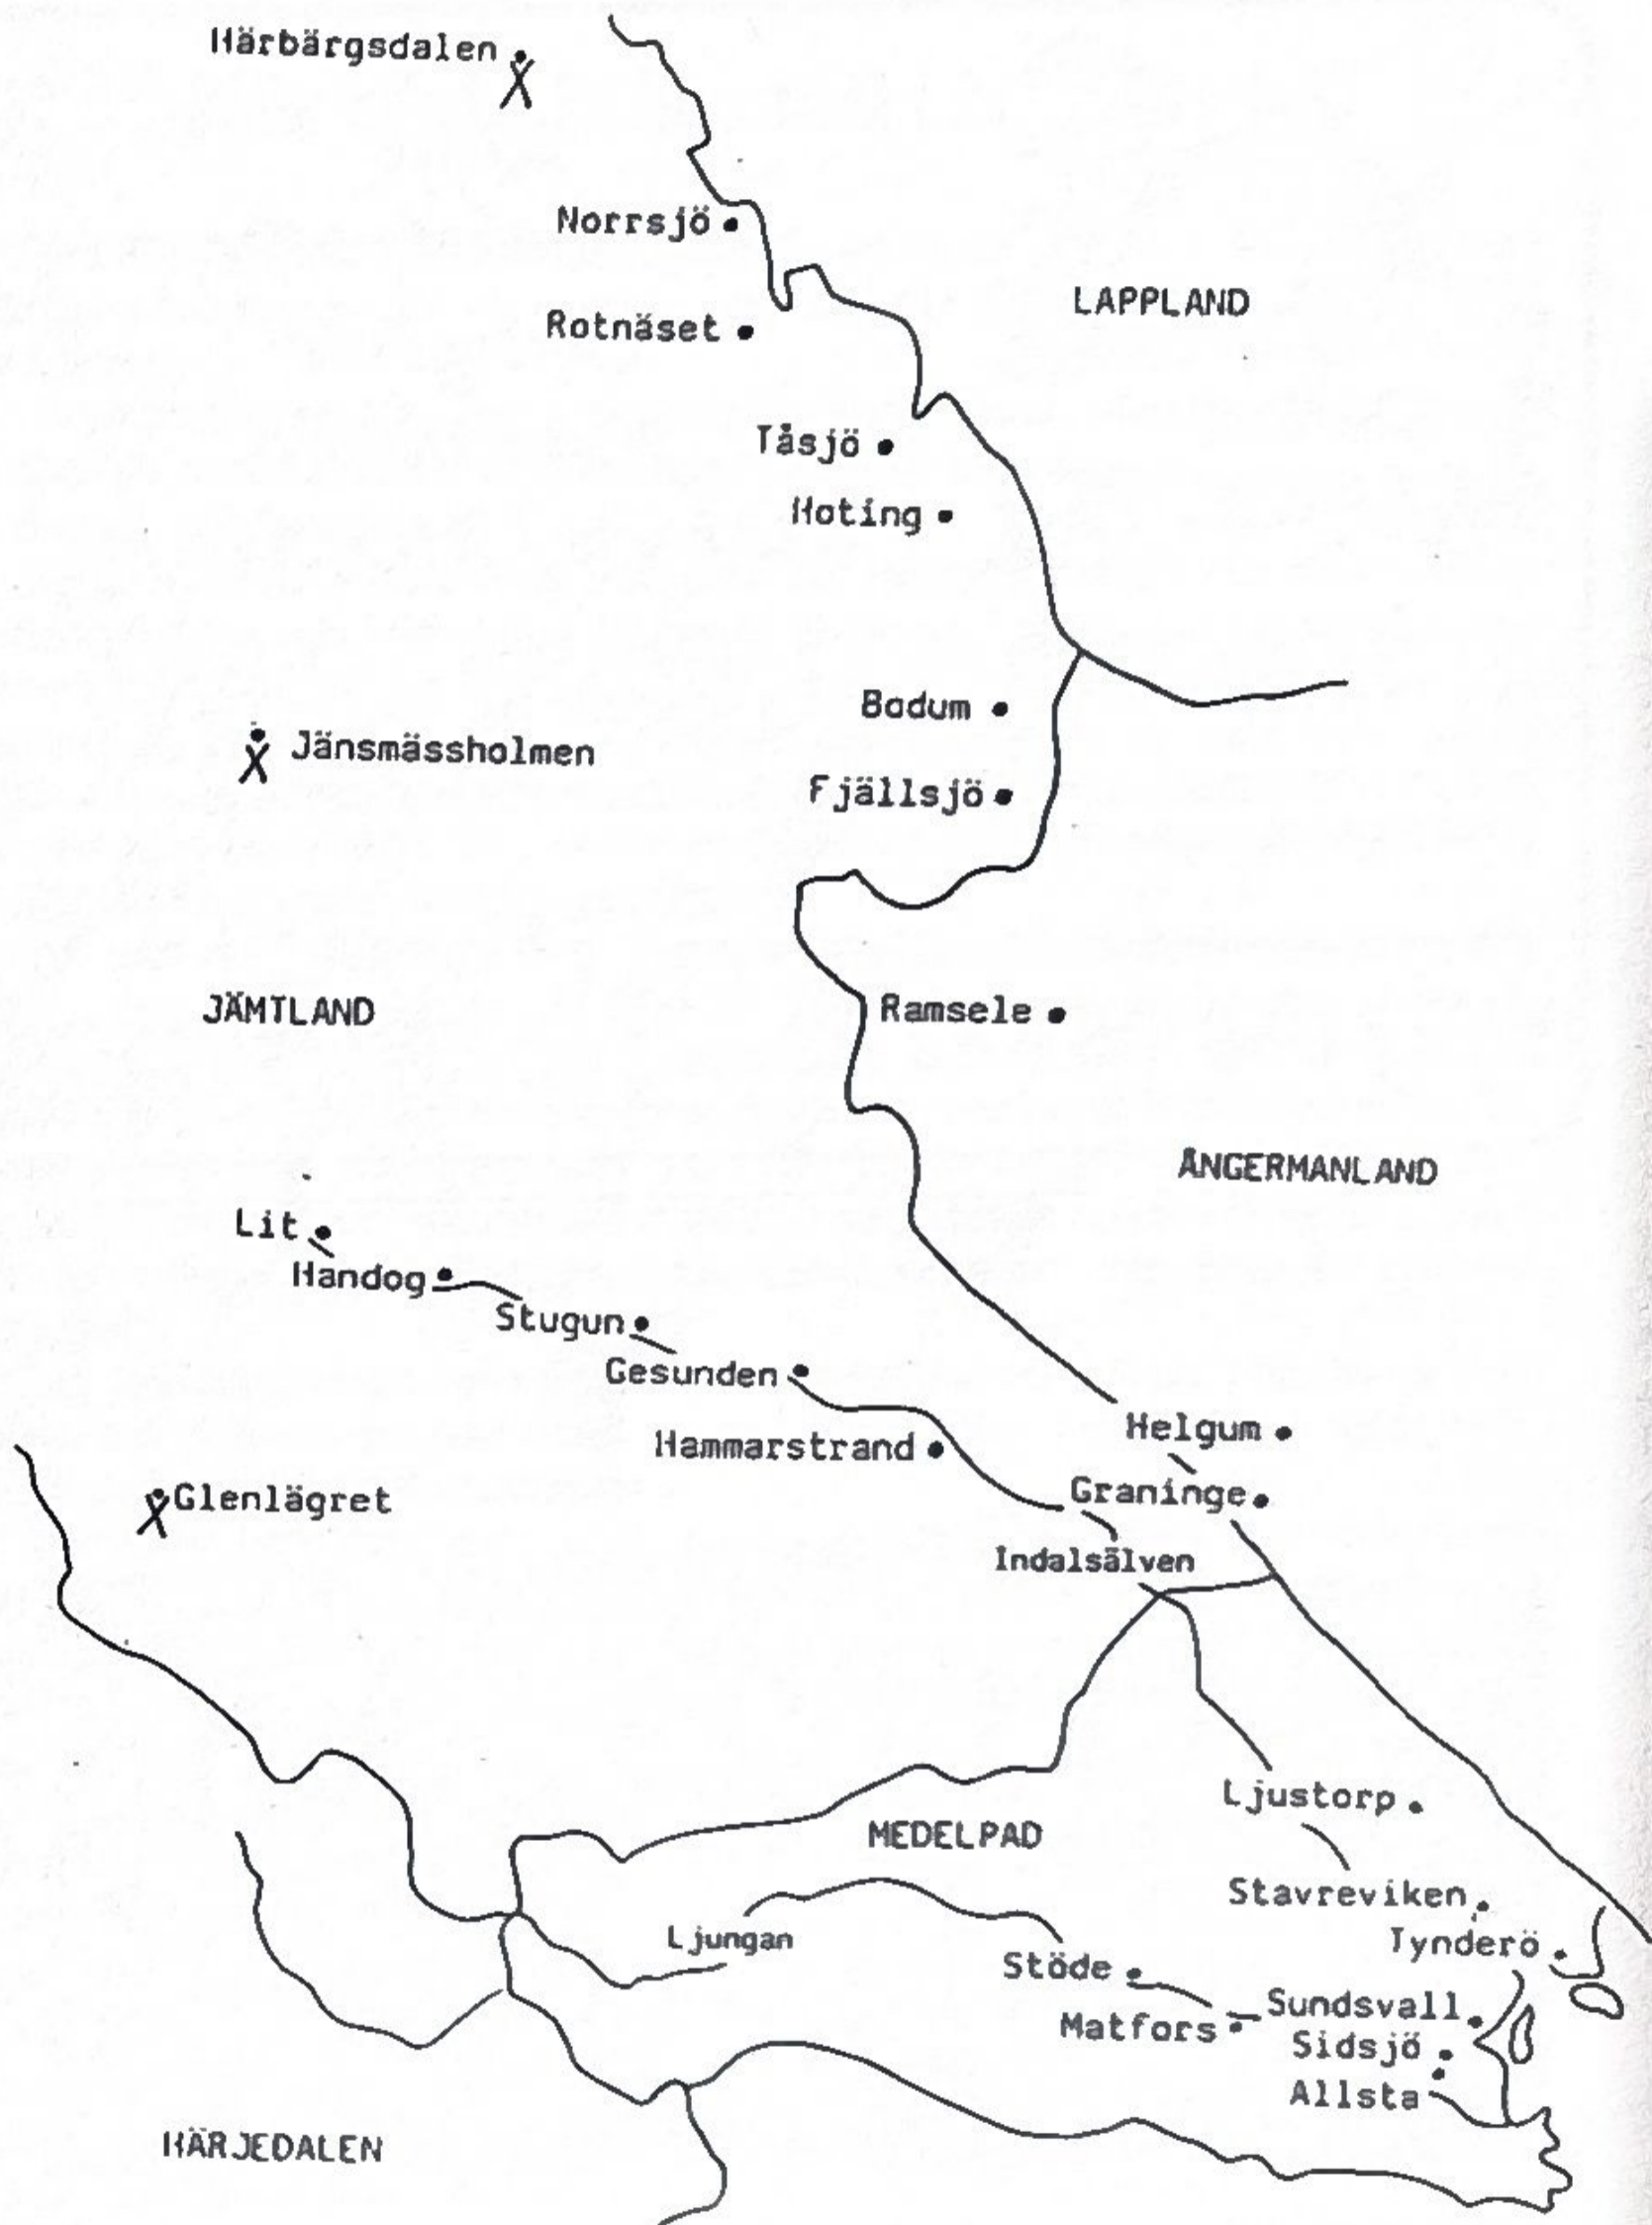 Härbärgsdalen
Norrsjö
LAPPLAND
Rotnäset
Tåsjö
Hoting
Bodum
Jänsmässholmen
Fjällsjö
JÄMTLAND
Ramsele
ÅNGERMANLAND
Lit
Handog
Stugun
Gesunden
Helgum
Hammarstrand
Glenlägret
Graninge
Indalsälven
Ljustorp
MEDELPAD
Stavreviken
Ljungan
Tynderö
Stöde
Sundsvall
Matfors
Sidsjö
Allsta
HÄRJEDALEN